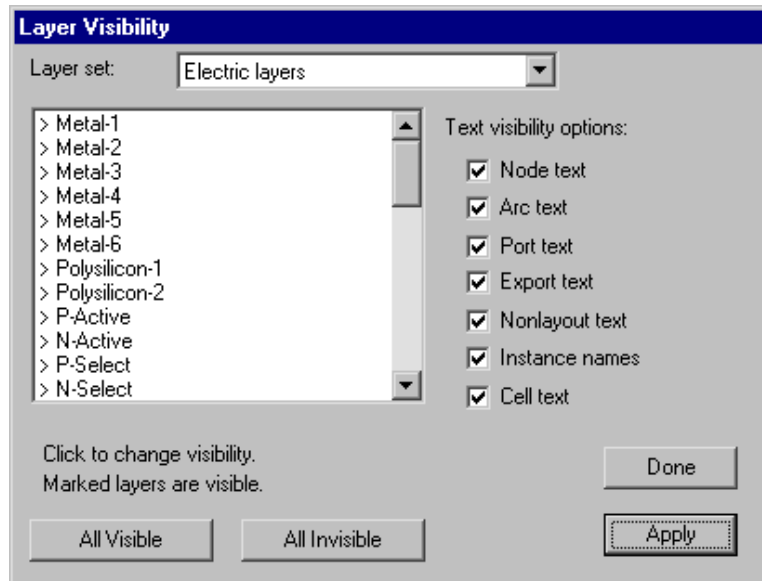 Layer Visibility
Layer set: Electric layers
> Metal-1
> Metal-2
> Metal-3
> Metal-4
> Metal-5
> Metal-6
> Polysilicon-1
> Polysilicon-2
> P-Active
> N-Active
> P-Select
> N-Select
Text visibility options:
Node text
Arc text
Port text
Export text
Nonlayout text
Instance names
Cell text
Click to change visibility.
Marked layers are visible.
Done
All Visible
All Invisible
Apply